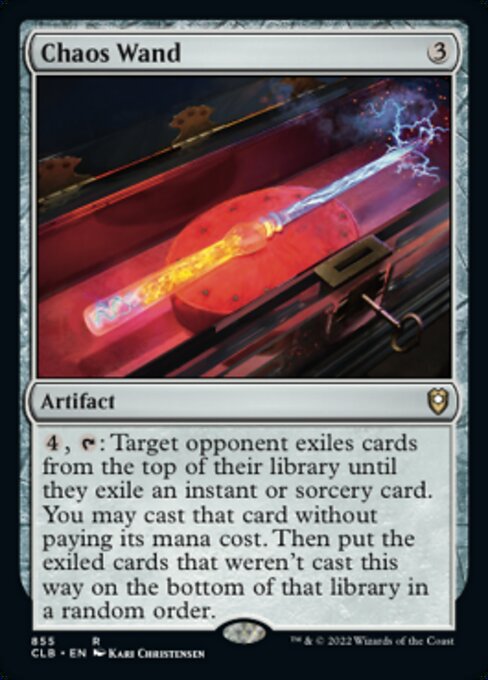 Chaos Wand 3
Artifact
4, T: Target opponent exiles cards
from the top of their library until
they exile an instant or sorcery card.
You may cast that card without
paying its mana cost. Then put the
exiled cards that weren't cast this
way on the bottom of that library in
a random order.
855 R
CLB • EN Kari Christensen
™ & © 2022 Wizards of the Coast